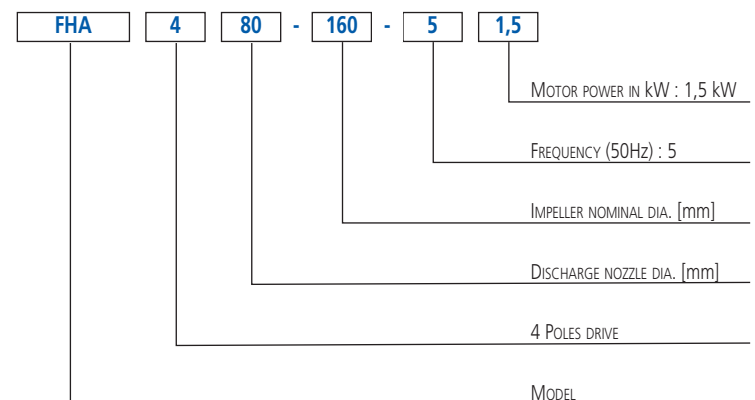 FHA 4 80 - 160 - 5 1,5
Motor power in kW : 1,5 kW
Frequency (50Hz) : 5
Impeller nominal dia. [mm]
Discharge nozzle dia. [mm]
4 Poles drive
Model